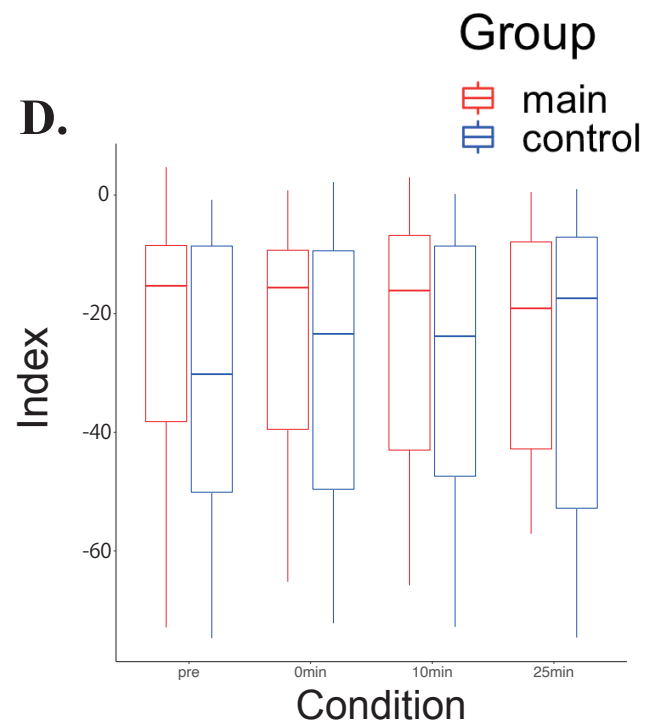 Group
main
control
D.
0
-20
-40
-60
Index
pre 0min 10min 25min
Condition